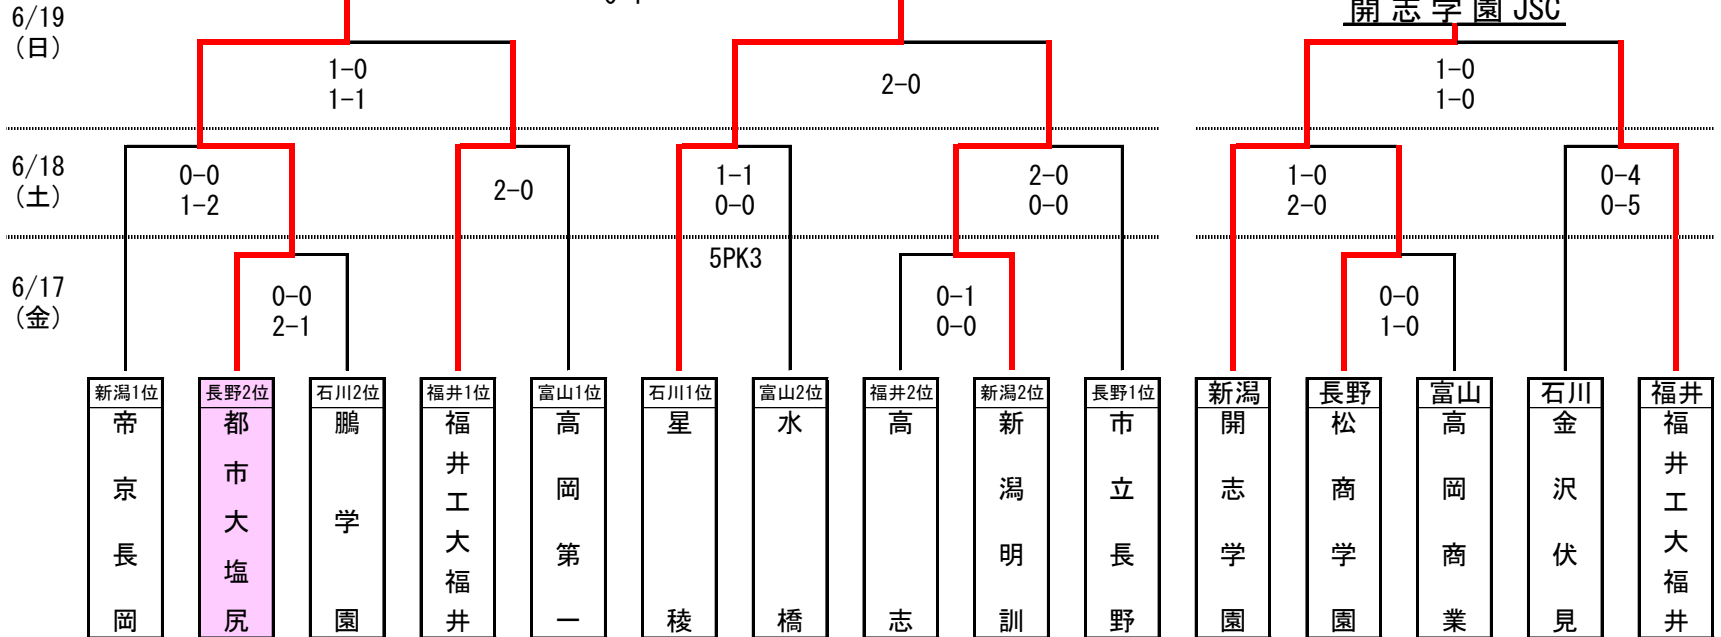 開志学園JSC
6/19
(日)
1-0
1-1
2-0
1-0
1-0
6/18
(土)
0-0
1-2
2-0
1-1
0-0
2-0
0-0
1-0
2-0
0-4
0-5
5PK3
6/17
(金)
0-0
2-1
0-1
0-0
0-0
1-0
新潟1位
帝京長岡
長野2位
都市大塩尻
石川2位
鵬学園
福井1位
福井工大福井
富山1位
高岡第一
石川1位
星稜
富山2位
水橋
福井2位
高志
新潟2位
新潟明訓
長野1位
市立長野
新潟
開志学園
長野
松商学園
富山
高岡商業
石川
金沢伏見
福井
福井工大福井